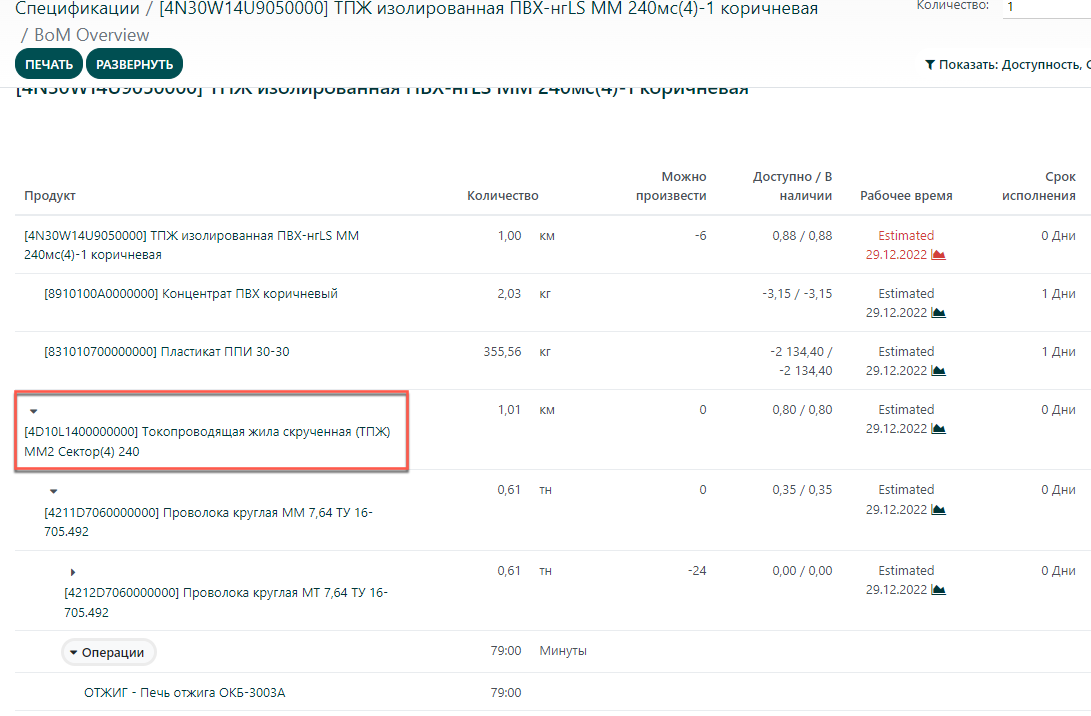 Спецификации / [4N30W14U9050000] ТПЖ изолированная ПВХ-нгLS ММ 240мс(4)-1 коричневая
/ BoM Overview
Количество: 1
ПЕЧАТЬ РАЗВЕРНУТЬ
Показать: Доступность,
[4N30W14U9050000] ТПЖ изолированная ПВХ-нгLS ММ 240мс(4)-1 коричневая
Продукт Количество Можно произвести Доступно / В наличии Рабочее время Срок исполнения
[4N30W14U9050000] ТПЖ изолированная ПВХ-нгLS ММ 1,00 км -6 0,88 / 0,88 Estimated 0 Дни
240мс(4)-1 коричневая 29.12.2022
[8910100A0000000] Концентрат ПВХ коричневый 2,03 кг -3,15 / -3,15 Estimated 1 Дни
29.12.2022
[831010700000000] Пластикат ППИ 30-30 355,56 кг -2 134,40 / Estimated 1 Дни
-2 134,40 29.12.2022
1,01 км 0 0,80 / 0,80 Estimated 0 Дни
[4D10L1400000000] Токопроводящая жила скрученная (ТПЖ) 29.12.2022
ММ2 Сектор(4) 240
0,61 тн 0 0,35 / 0,35 Estimated 0 Дни
[4211D7060000000] Проволока круглая ММ 7,64 ТУ 16- 29.12.2022
705.492
0,61 тн -24 0,00 / 0,00 Estimated 0 Дни
[4212D7060000000] Проволока круглая МТ 7,64 ТУ 16- 29.12.2022
705.492
Операции 79:00 Минуты
ОТЖИГ - Печь отжига ОКБ-3003А 79:00